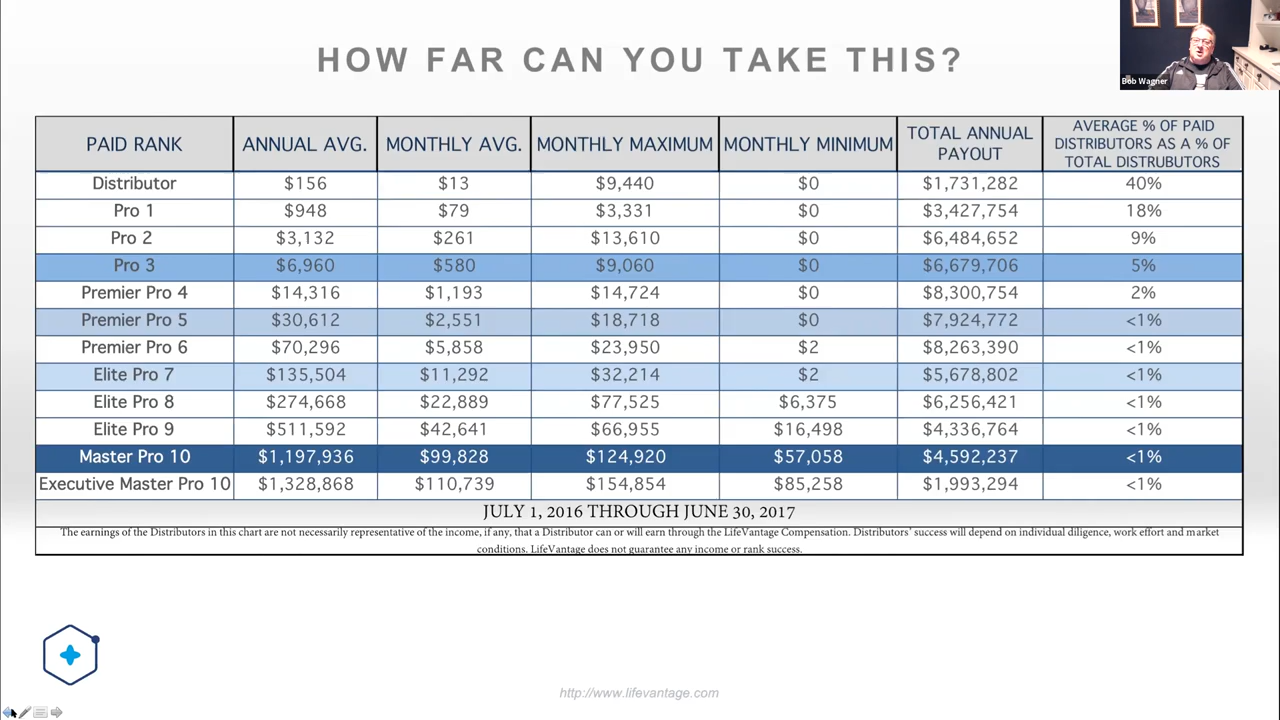 HOW FAR CAN YOU TAKE THIS?
Bob Wagner
PAID RANK ANNUAL AVG. MONTHLY AVG. MONTHLY MAXIMUM MONTHLY MINIMUM TOTAL ANNUAL PAYOUT AVERAGE % OF PAID DISTRIBUTORS AS A % OF TOTAL DISTRUBUTORS
Distributor $156 $13 $9,440 $0 $1,731,282 40%
Pro 1 $948 $79 $3,331 $0 $3,427,754 18%
Pro 2 $3,132 $261 $13,610 $0 $6,484,652 9%
Pro 3 $6,960 $580 $9,060 $0 $6,679,706 5%
Premier Pro 4 $14,316 $1,193 $14,724 $0 $8,300,754 2%
Premier Pro 5 $30,612 $2,551 $18,718 $0 $7,924,772 <1%
Premier Pro 6 $70,296 $5,858 $23,950 $2 $8,263,390 <1%
Elite Pro 7 $135,504 $11,292 $32,214 $2 $5,678,802 <1%
Elite Pro 8 $274,668 $22,889 $77,525 $6,375 $6,256,421 <1%
Elite Pro 9 $511,592 $42,641 $66,955 $16,498 $4,336,764 <1%
Master Pro 10 $1,197,936 $99,828 $124,920 $57,058 $4,592,237 <1%
Executive Master Pro 10 $1,328,868 $110,739 $154,854 $85,258 $1,993,294 <1%
JULY 1, 2016 THROUGH JUNE 30, 2017
The earnings of the Distributors in this chart are not necessarily representative of the income, if any, that a Distributor can or will earn through the LifeVantage Compensation. Distributors' success will depend on individual diligence, work effort and market
conditions. LifeVantage does not guarantee any income or rank success.
http://www.lifevantage.com